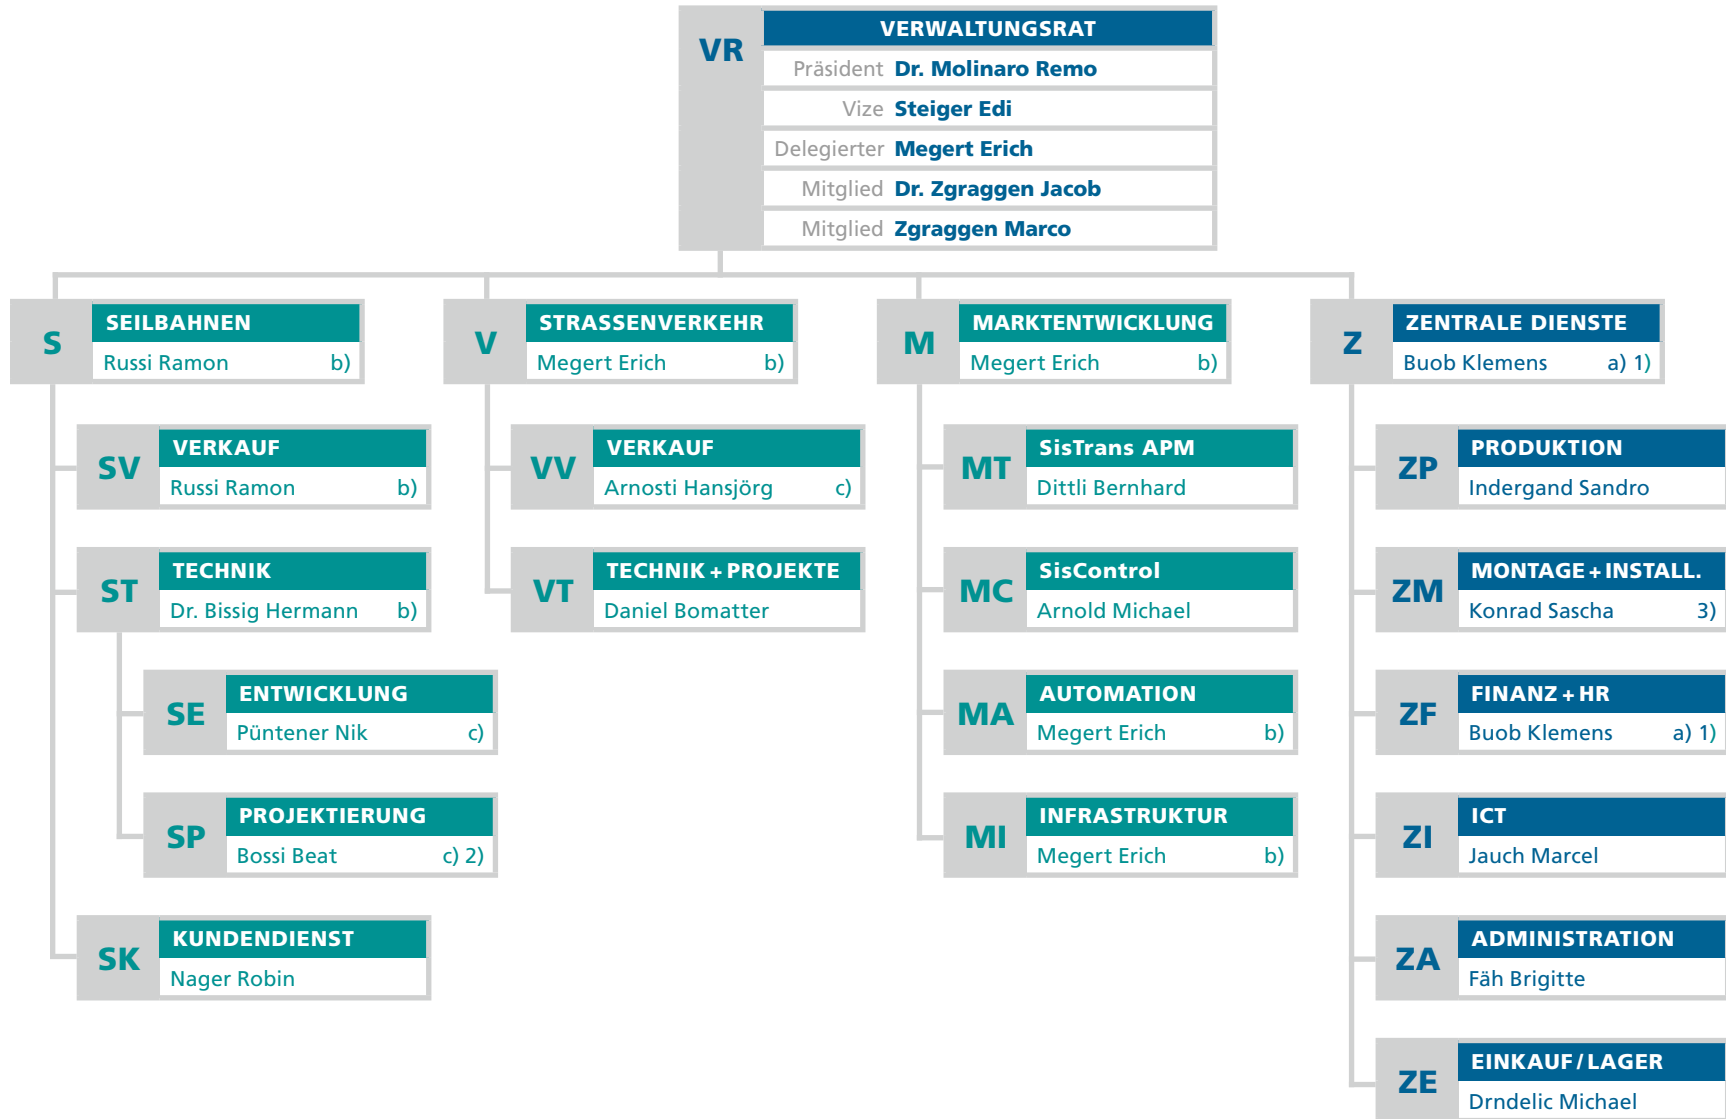 VR
VERWALTUNGSRAT
Präsident Dr. Molinaro Remo
Vize Steiger Edi
Delegierter Megert Erich
Mitglied Dr. Zgraggen Jacob
Mitglied Zgraggen Marco
S
SEILBAHNEN
Russi Ramon b)
SV
VERKAUF
Russi Ramon b)
ST
TECHNIK
Dr. Bissig Hermann b)
SE
ENTWICKLUNG
Püntener Nik c)
SP
PROJEKTIERUNG
Bossi Beat c) 2)
SK
KUNDENDIENST
Nager Robin
V
STRASSENVERKEHR
Megert Erich b)
VV
VERKAUF
Arnosti Hansjörg c)
VT
TECHNIK + PROJEKTE
Daniel Bomatter
M
MARKTENTWICKLUNG
Megert Erich b)
MT
SisTrans APM
Dittli Bernhard
MC
SisControl
Arnold Michael
MA
AUTOMATION
Megert Erich b)
MI
INFRASTRUKTUR
Megert Erich b)
Z
ZENTRALE DIENSTE
Buob Klemens a) 1)
ZP
PRODUKTION
Indergand Sandro
ZM
MONTAGE + INSTALL.
Konrad Sascha 3)
ZF
FINANZ + HR
Buob Klemens a) 1)
ZI
ICT
Jauch Marcel
ZA
ADMINISTRATION
Fäh Brigitte
ZE
EINKAUF / LAGER
Drndelic Michael